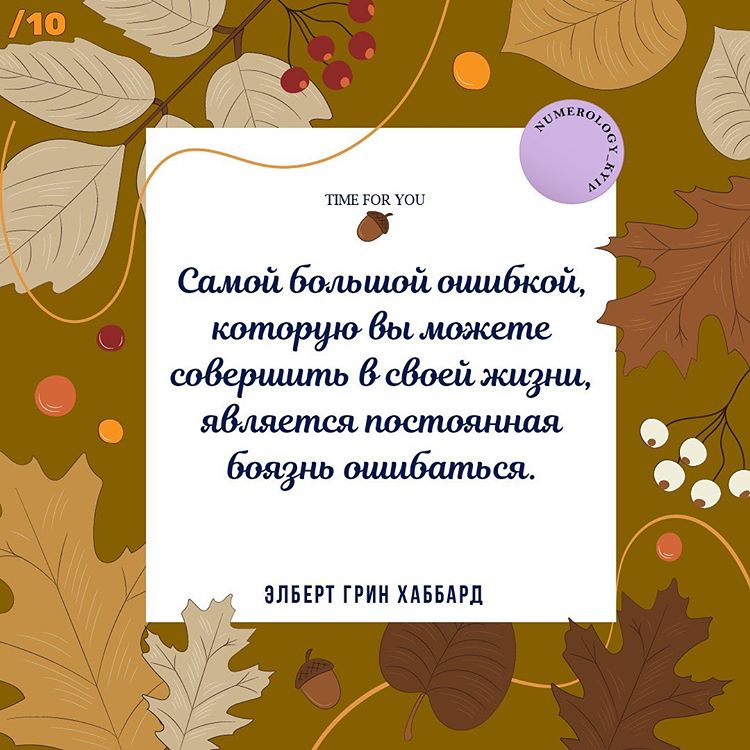 /10
NUMEROLOGY_KYIV
TIME FOR YOU
Самой большой ошибкой,
которую вы можете
совершить в своей жизни,
является постоянная
боязнь ошибаться.
ЭЛБЕРТ ГРИН ХАББАРД